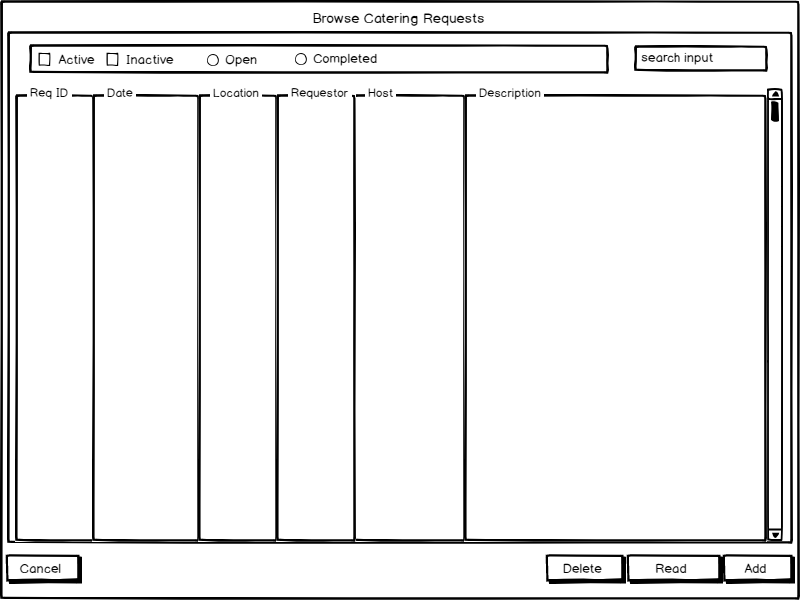 Browse Catering Requests
Active Inactive Open Completed search input
Req ID Date Location Requestor Host Description
Cancel Delete Read Add